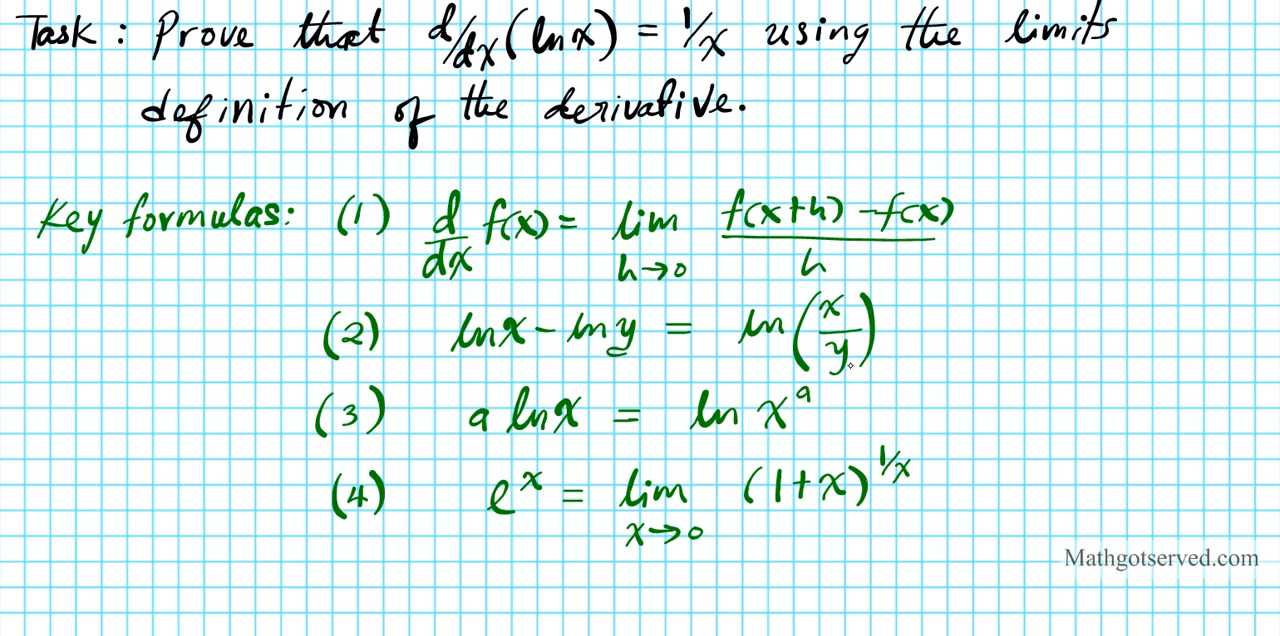 Task : Prove that d/dx (ln x) = 1/x using the limits
definition of the derivative.
Key formulas: (1) d/dx f(x) = lim h→0 f(x+h) - f(x) / h
(2) ln x - ln y = ln (x/y)
(3) a ln x = ln x^a
(4) e^x = lim x→0 (1+x)^1/x
Mathgotserved.com